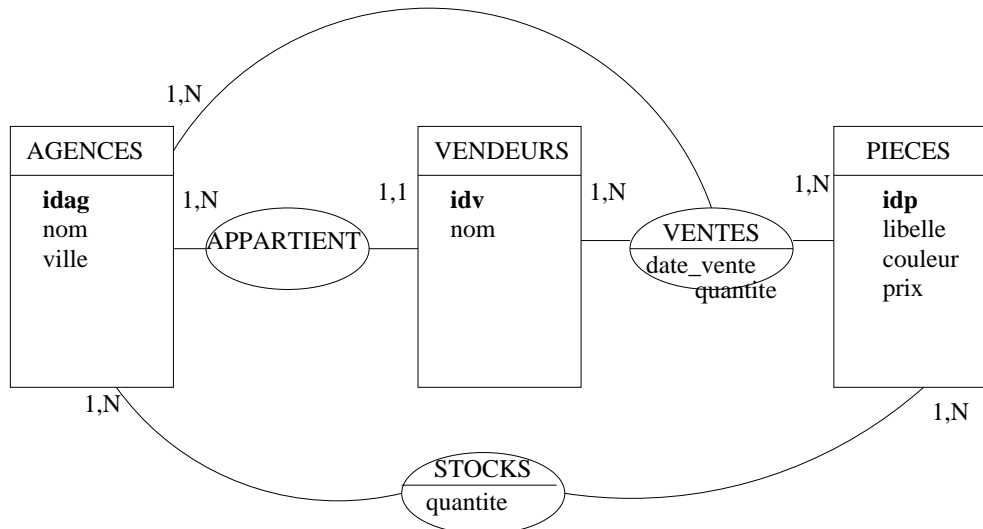 1,N
AGENCES
idag
nom
ville
1,N
APPARTIENT
1,1
VENDEURS
idv
nom
1,N
VENTES
date_vente
quantite
1,N
PIECES
idp
libelle
couleur
prix
1,N
STOCKS
quantite
1,N